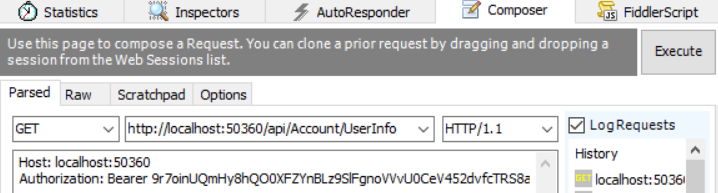 Statistics Inspectors AutoResponder Composer FiddlerScript
Use this page to compose a Request. You can clone a prior request by dragging and dropping a
session from the Web Sessions list.
Execute
Parsed Raw Scratchpad Options
GET http://localhost:50360/api/Account/UserInfo HTTP/1.1
Log Requests
History
Host: localhost:50360
Authorization: Bearer 9r7oinUQmHy8hQO0XFZYnBLz9SlFgnoVVvU0CeV452dvfcTRS8a
localhost:5036